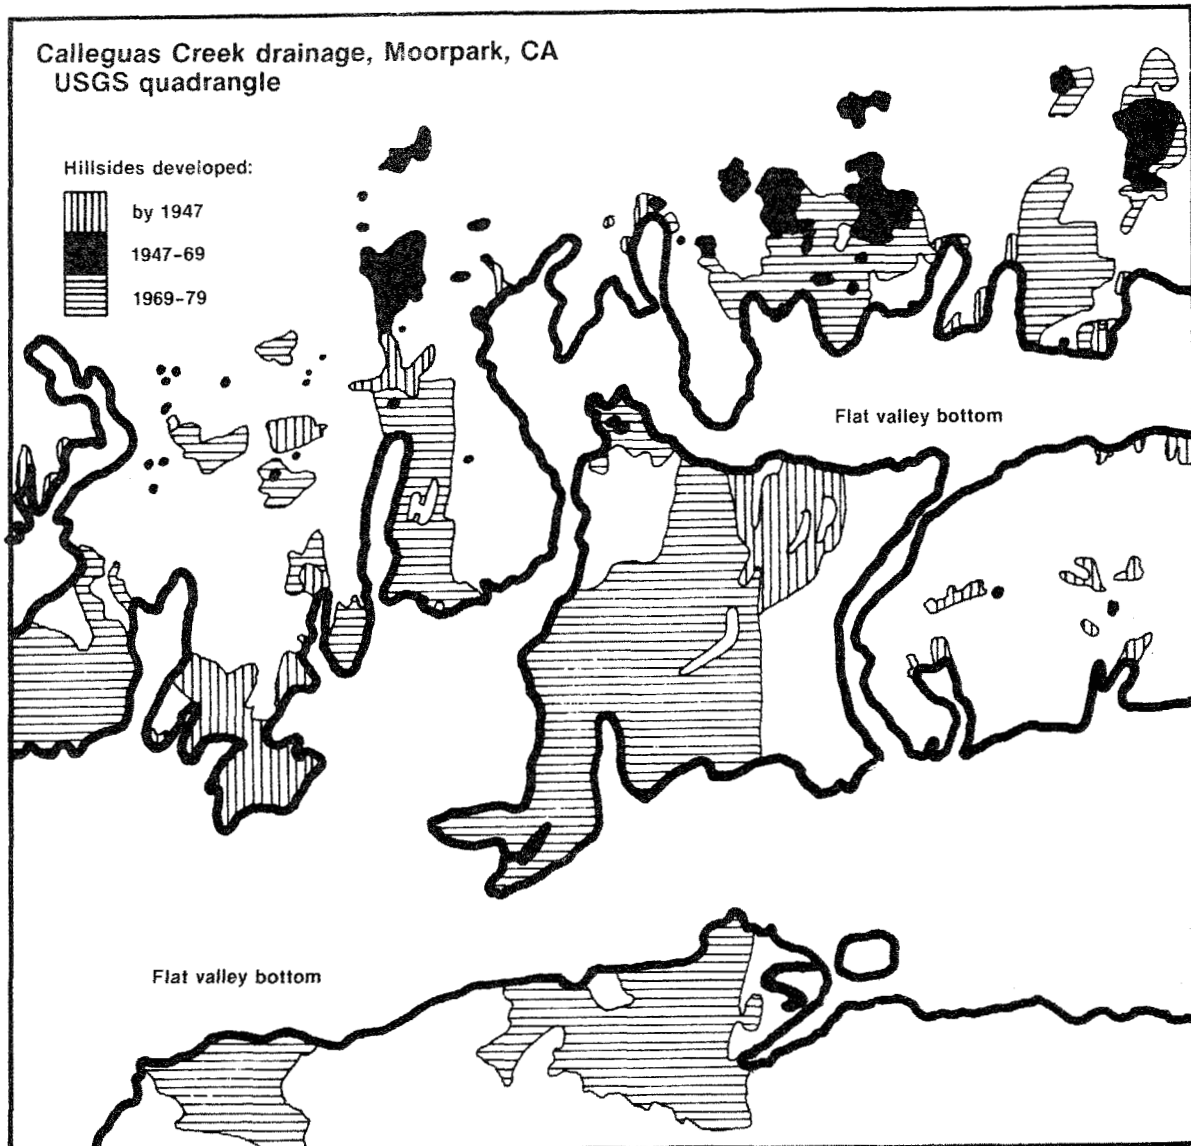 Calleguas Creek drainage, Moorpark, CA
USGS quadrangle
Hillsides developed:
by 1947
1947-69
1969-79
Flat valley bottom
Flat valley bottom